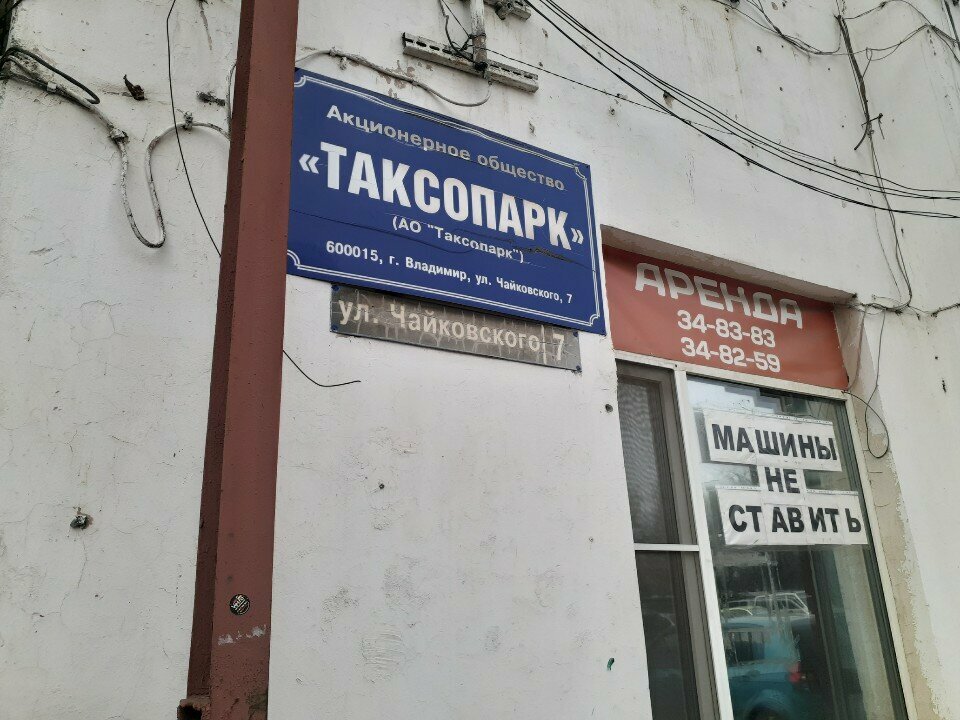 Акционерное общество
«ТАКСОПАРК»
(АО "Таксопарк")
600015, г. Владимир, ул. Чайковского, 7
ул. Чайковского 7
АРЕНДА
34-83-83
34-82-59
МАШИНЫ
НЕ
СТАВИТЬ